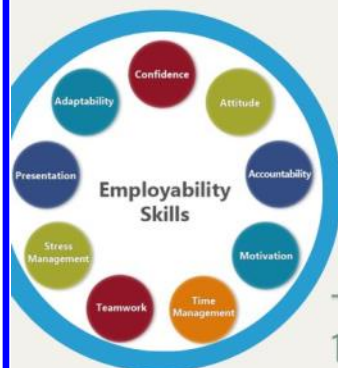 Confidence
Attitude
Adaptability
Accountability
Presentation
Employability
Skills
Motivation
Stress
Management
Time
Management
Teamwork